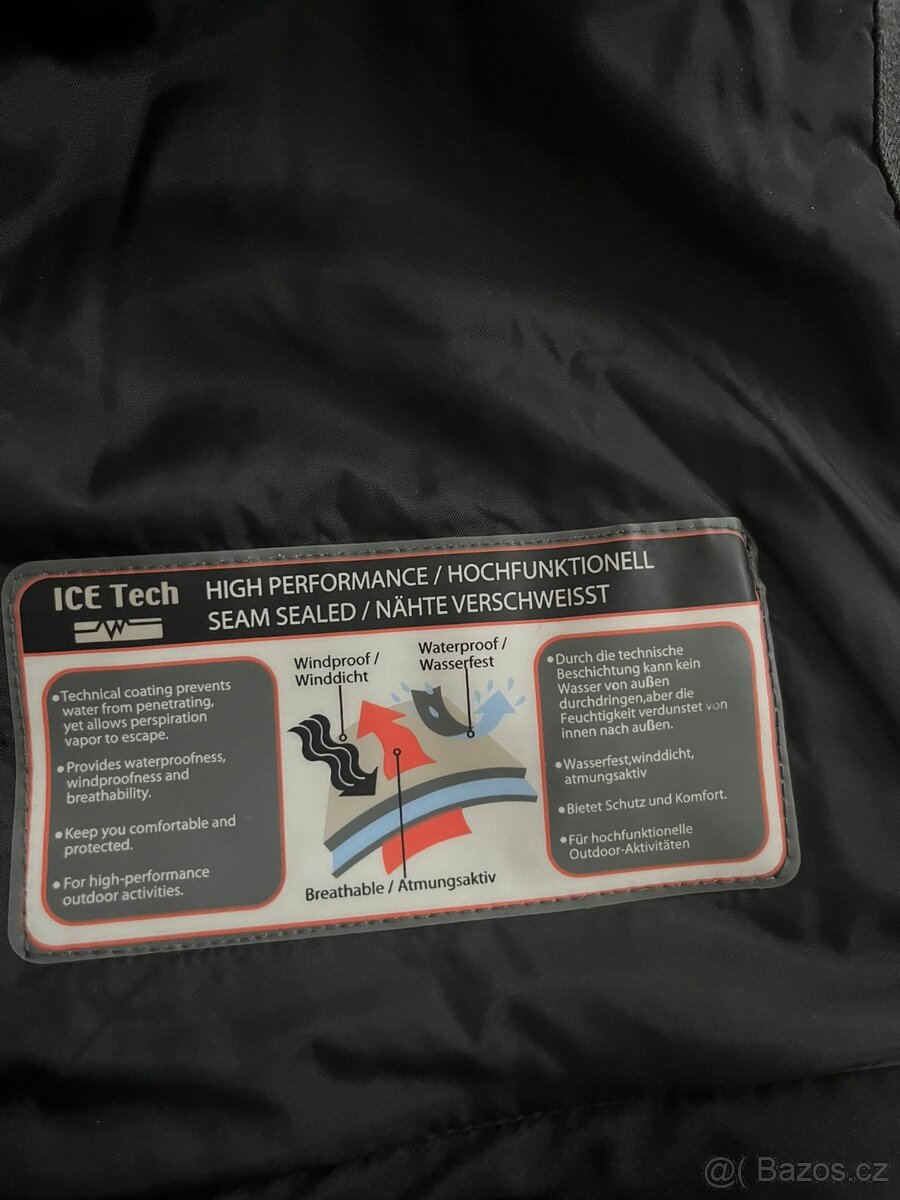 ICE Tech
HIGH PERFORMANCE / HOCHFUNKTIONELL
SEAM SEALED / NÄHTE VERSCHWEISST
•Technical coating prevents
water from penetrating,
yet allows perspiration
vapor to escape.
•Provides waterproofness,
windproofness and
breathability.
•Keep you comfortable and
protected.
•For high-performance
outdoor activities.
Windproof /
Winddicht
Waterproof /
Wasserfest
Breathable / Atmungsaktiv
•Durch die technische
Beschichtung kann kein
Wasser von außen
durchdringen,aber die
Feuchtigkeit verdunstet von
innen nach außen.
•Wasserfest,winddicht,
atmungsaktiv
•Bietet Schutz und Komfort.
•Für hochfunktionelle
Outdoor-Aktivitäten
@( Bazos.cz